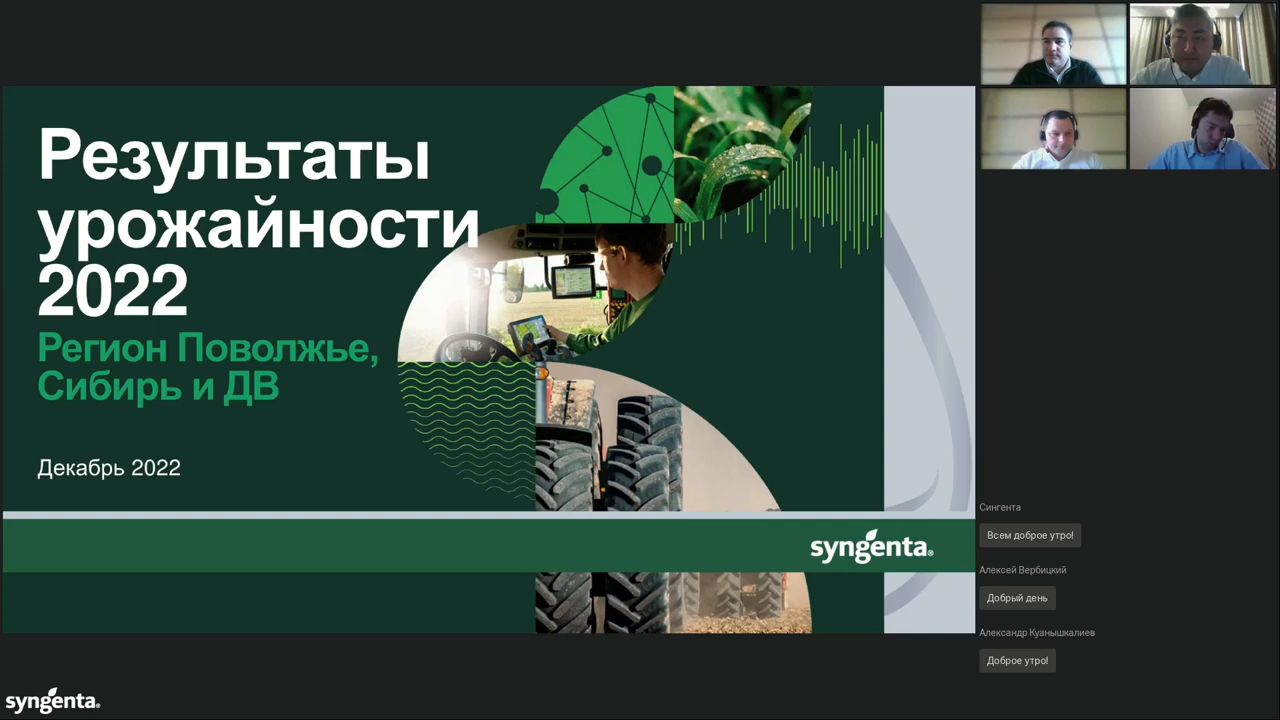 Результаты
урожайности
2022
Регион Поволжье,
Сибирь и ДВ
Декабрь 2022
syngenta®
syngenta®
Сингента
Всем доброе утро!
Алексей Вербицкий
Добрый день
Александр Куанышкалиев
Доброе утро!